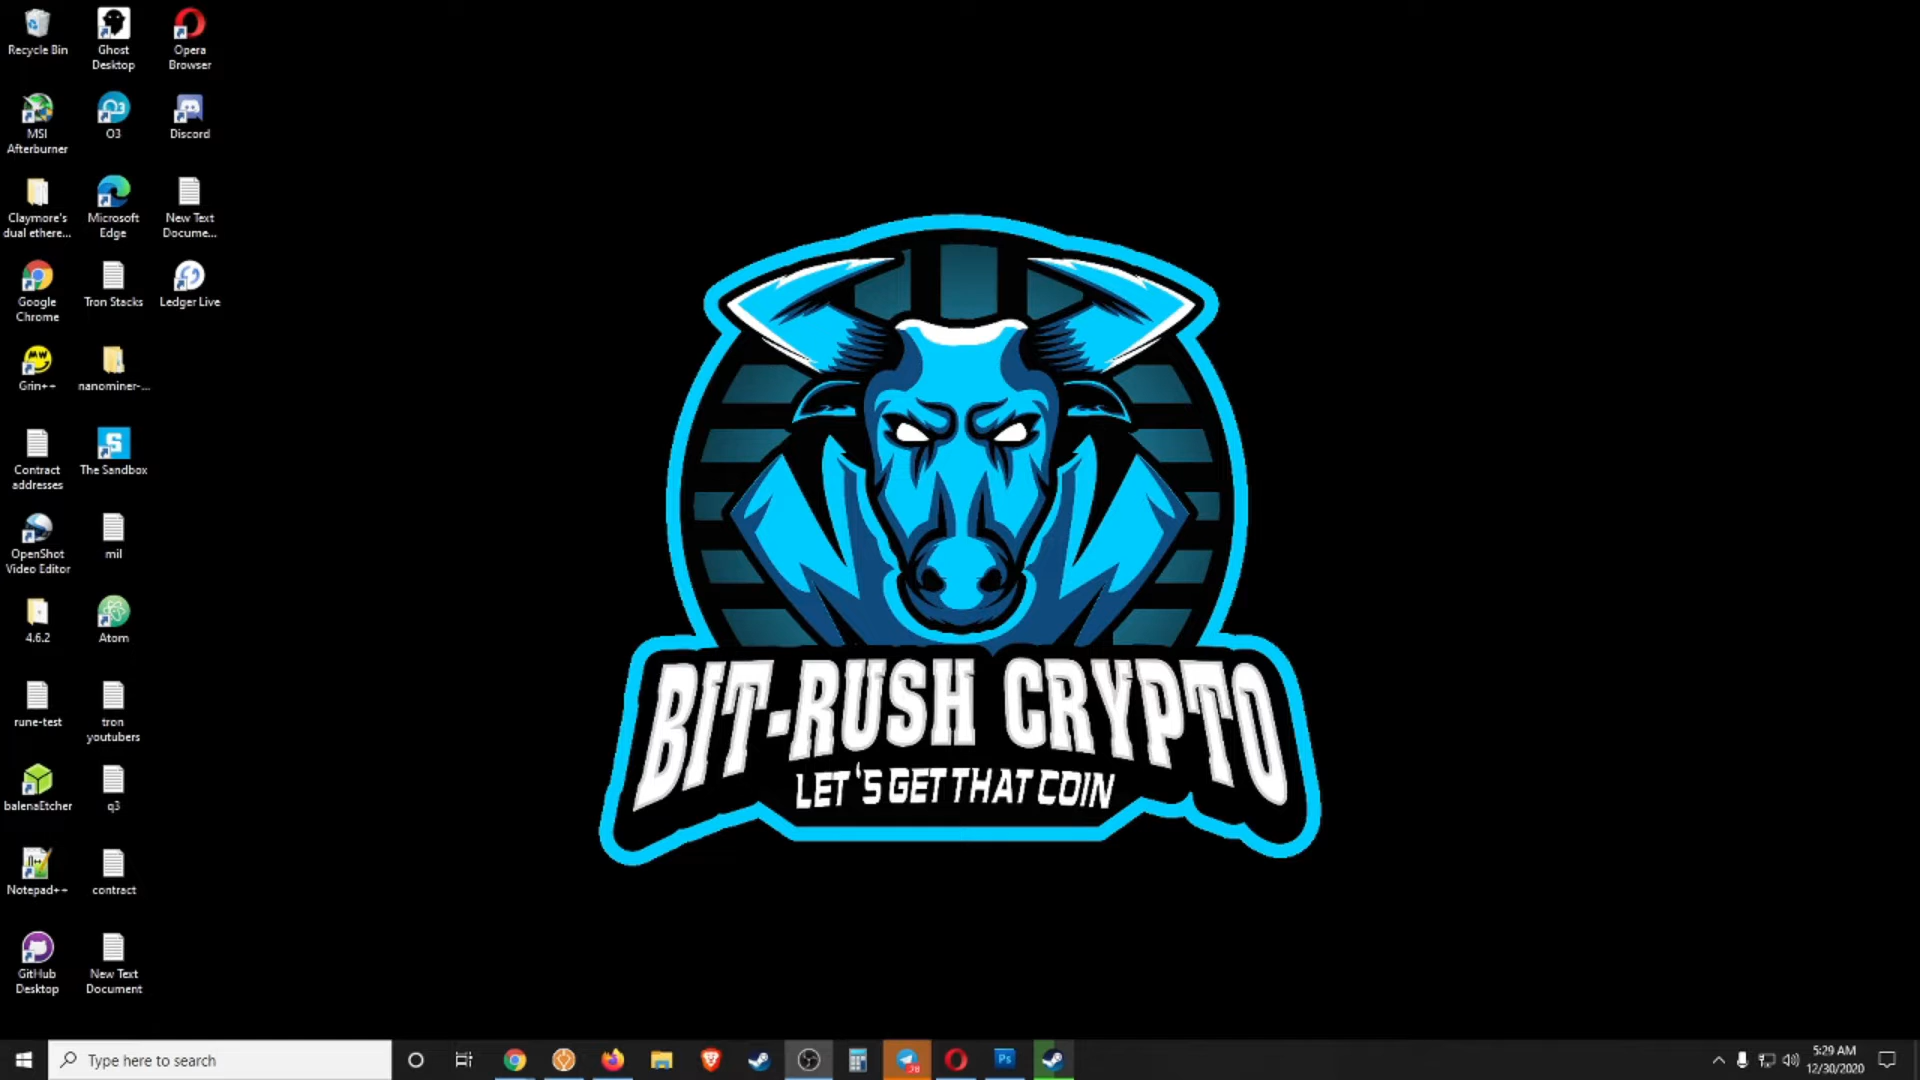 Recycle Bin
Ghost
Desktop
Opera
Browser
MSI
Afterburner
O3
Discord
Claymore's
dual ethere...
Microsoft
Edge
New Text
Docume...
Google
Chrome
Tron Stacks
Ledger Live
MW
Grin++
nanominer-...
Contract
addresses
S
The Sandbox
OpenShot
Video Editor
mil
4.6.2
Atom
rune-test
tron
youtubers
balenaEtcher
q3
Notepad++
contract
GitHub
Desktop
New Text
Document
BIT-RUSH CRYPTO
LET'S GET THAT COIN
Type here to search
Ps
5:29 AM
12/30/2020